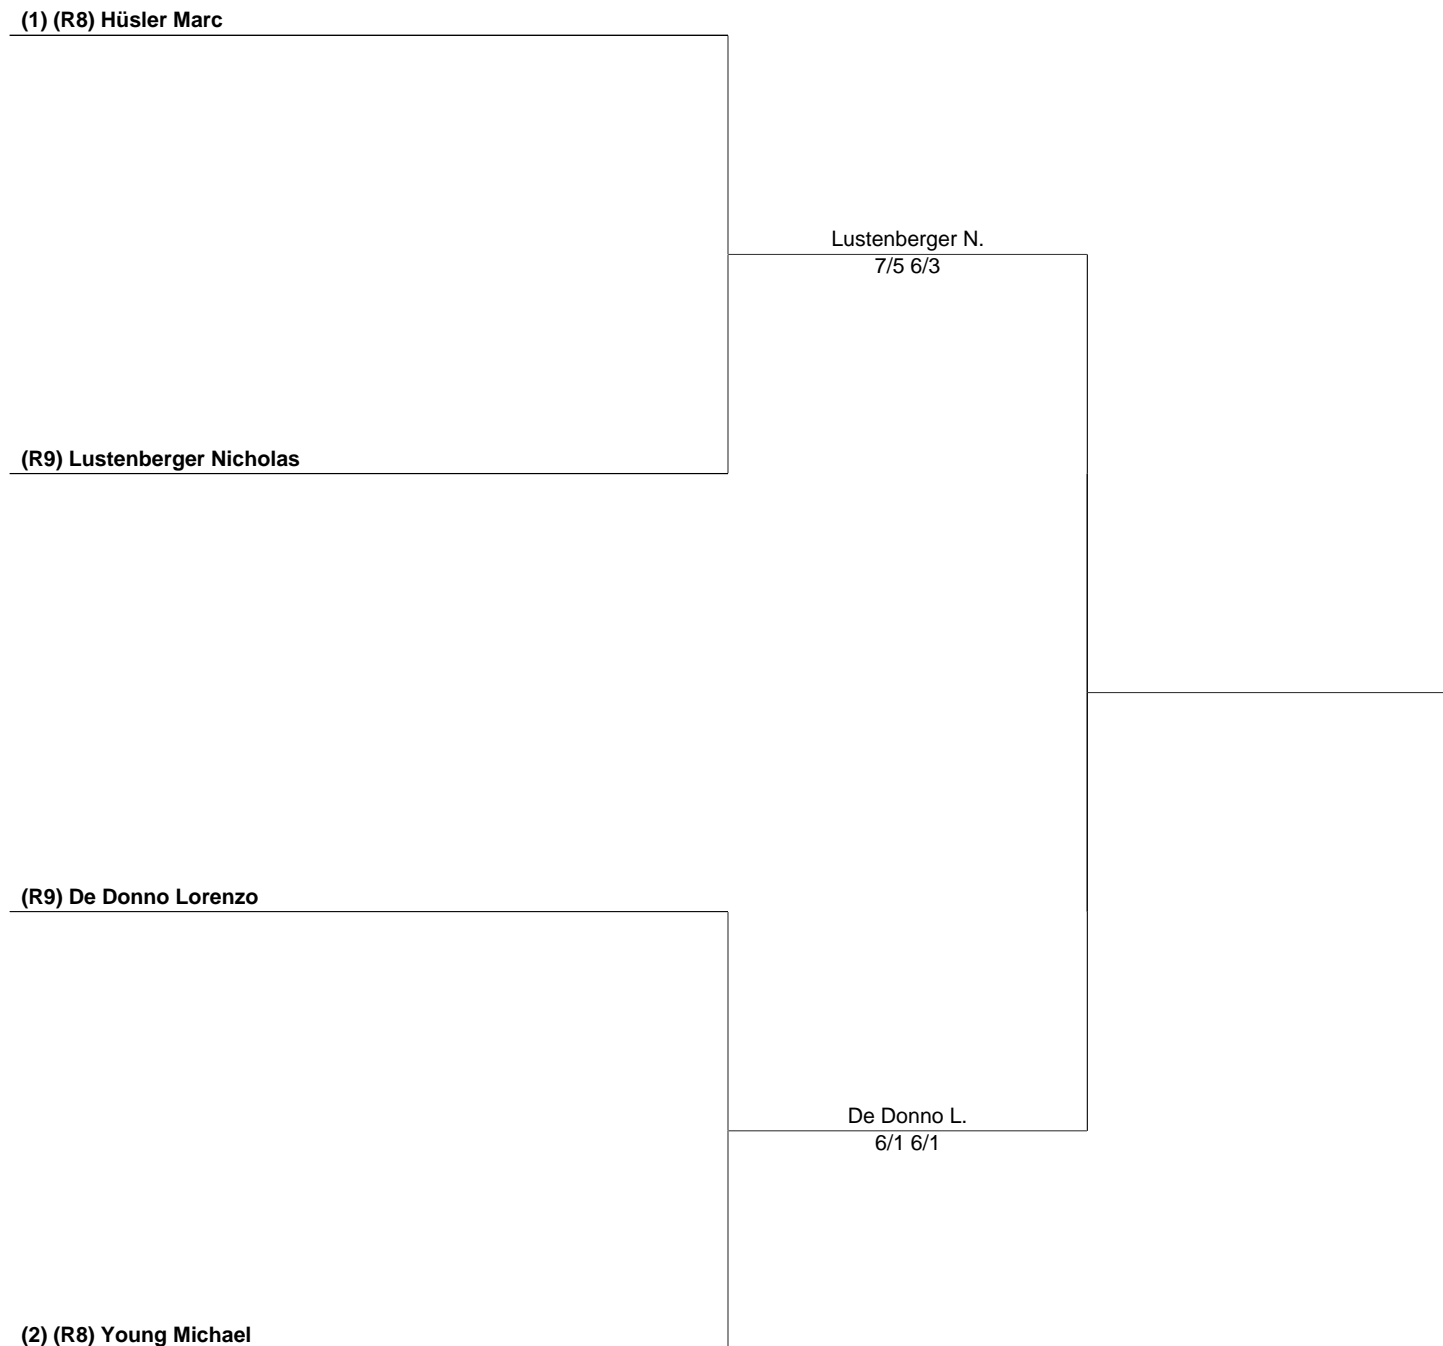 (1) (R8) Hüsler Marc
Lustenberger N.
7/5 6/3
(R9) Lustenberger Nicholas
(R9) De Donno Lorenzo
De Donno L.
6/1 6/1
(2) (R8) Young Michael